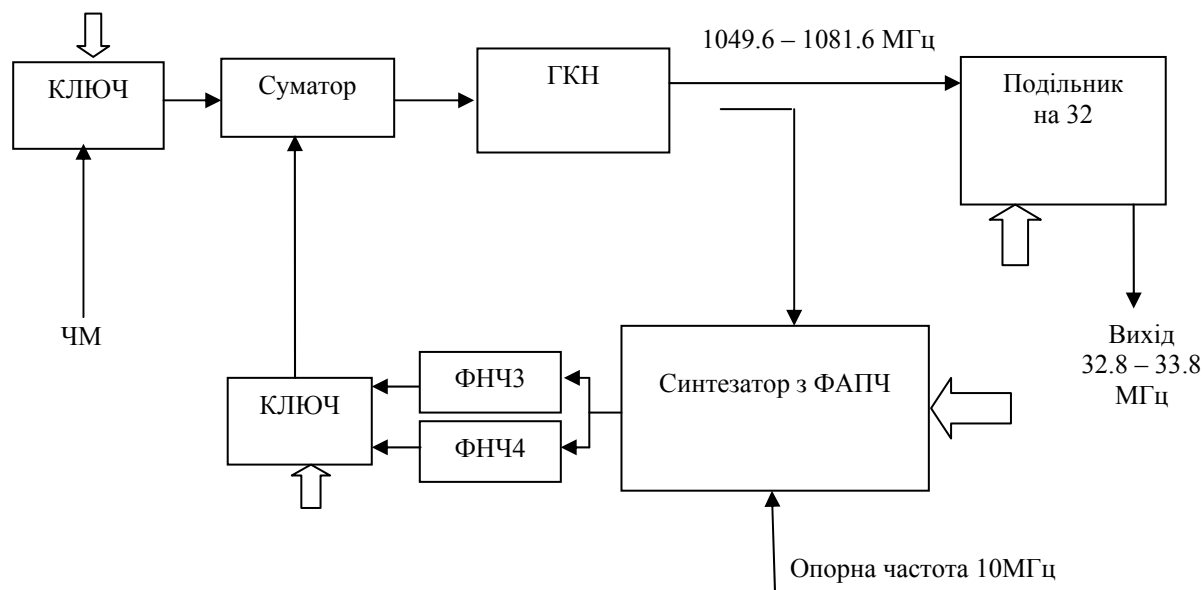 1049.6 – 1081.6 МГц
КЛЮЧ
Суматор
ГКН
Подільник
на 32
ЧМ
Вихід
32.8 – 33.8
МГц
ФНЧ3
Синтезатор з ФАПЧ
КЛЮЧ
ФНЧ4
Опорна частота 10МГц